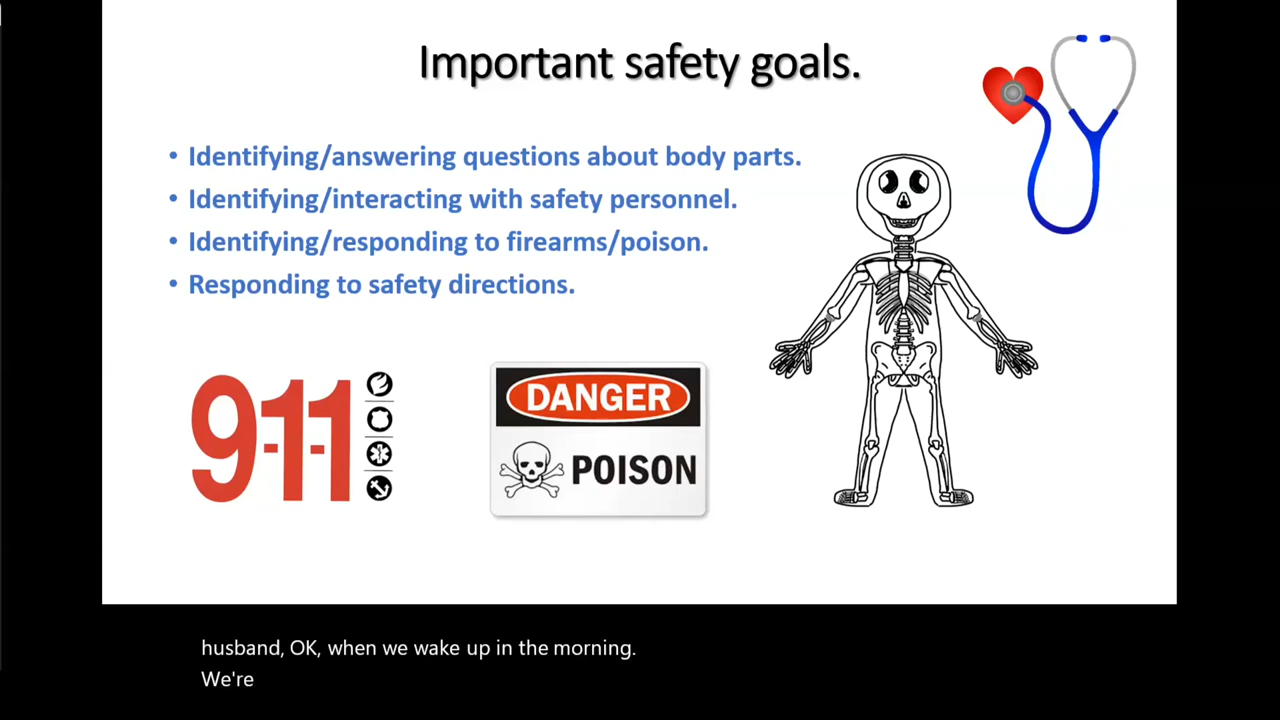 Important safety goals.
• Identifying/answering questions about body parts.
• Identifying/interacting with safety personnel.
• Identifying/responding to firearms/poison.
• Responding to safety directions.
9-1-1
DANGER
POISON
husband, OK, when we wake up in the morning.
We're